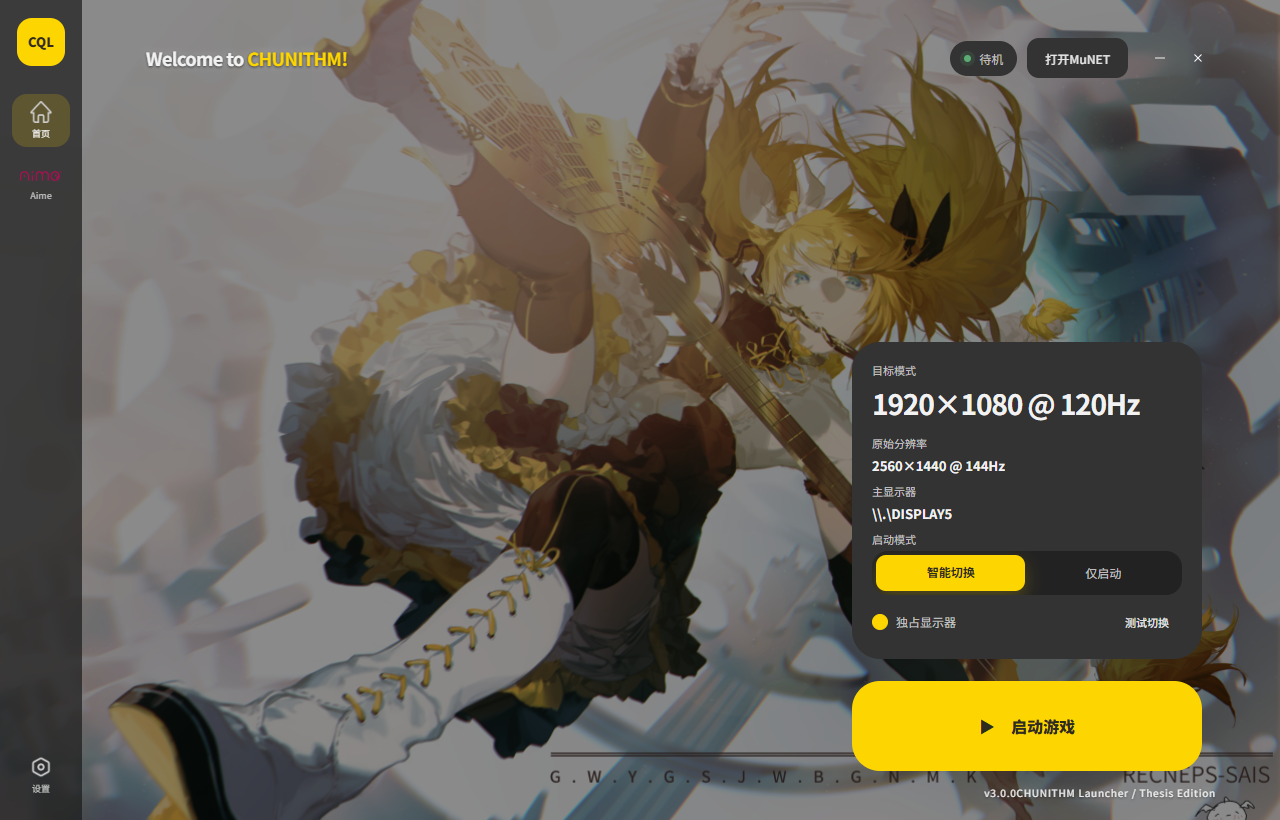 CQL
Welcome to CHUNITHM!
待机
打开MuNET
首页
Aime
目标模式
1920×1080 @ 120Hz
原始分辨率
2560×1440 @ 144Hz
主显示器
\\.\DISPLAY5
启动模式
智能切换
仅启动
独占显示器
测试切换
启动游戏
G.W.Y.G.S.J.W.B.G.N.M.K
RECNEPS-SAIS
设置
v3.0.0CHUNITHM Launcher / Thesis Edition